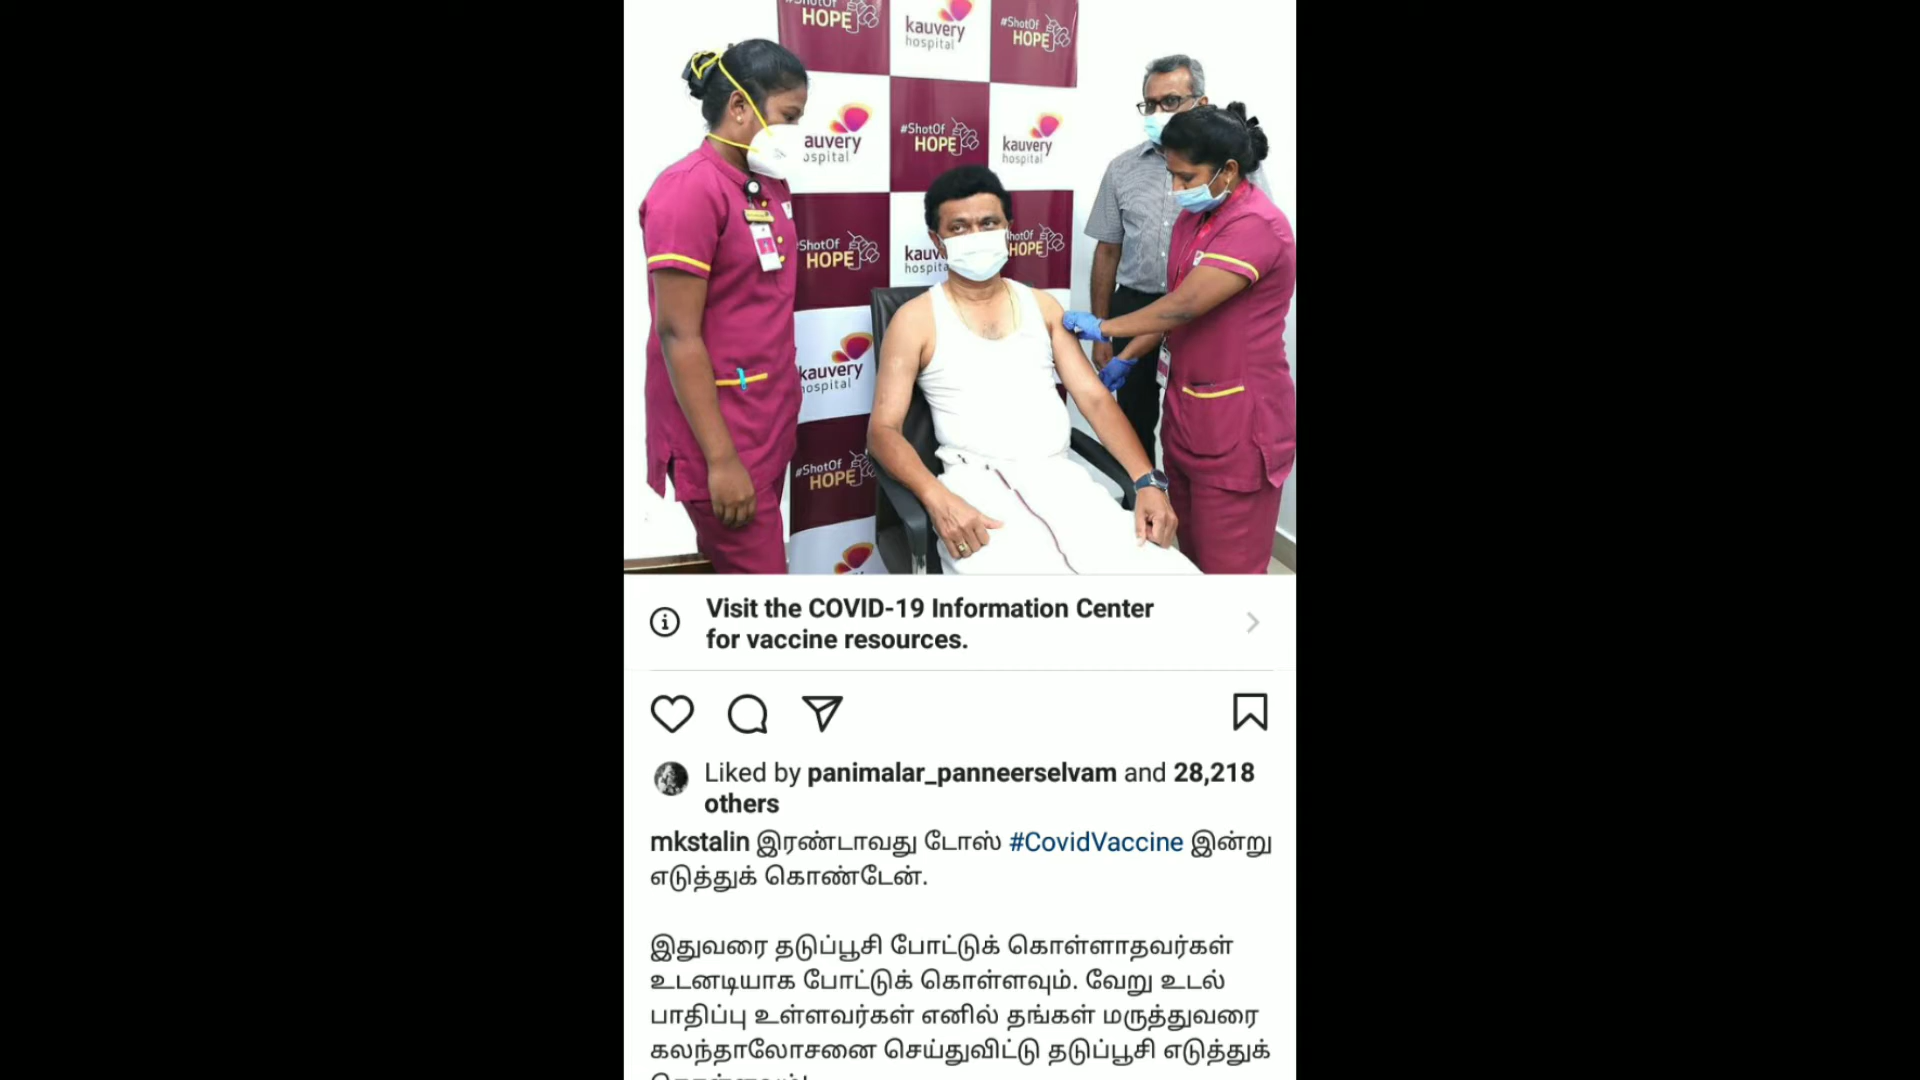 #ShotOf HOPE
kauvery hospital
#ShotOf HOPE
auvery ospital
#ShotOf HOPE
kauvery hospital
#ShotOf HOPE
hospital
HOPE
kauvery hospital
#ShotOf HOPE
Visit the COVID-19 Information Center
for vaccine resources.
Liked by panimalar_panneerselvam and 28,218
others
mkstalin இரண்டாவது டோஸ் #CovidVaccine இன்று
எடுத்துக் கொண்டேன்.
இதுவரை தடுப்பூசி போட்டுக் கொள்ளாதவர்கள்
உடனடியாக போட்டுக் கொள்ளவும். வேறு உடல்
பாதிப்பு உள்ளவர்கள் எனில் தங்கள் மருத்துவரை
கலந்தாலோசனை செய்துவிட்டு தடுப்பூசி எடுத்துக்